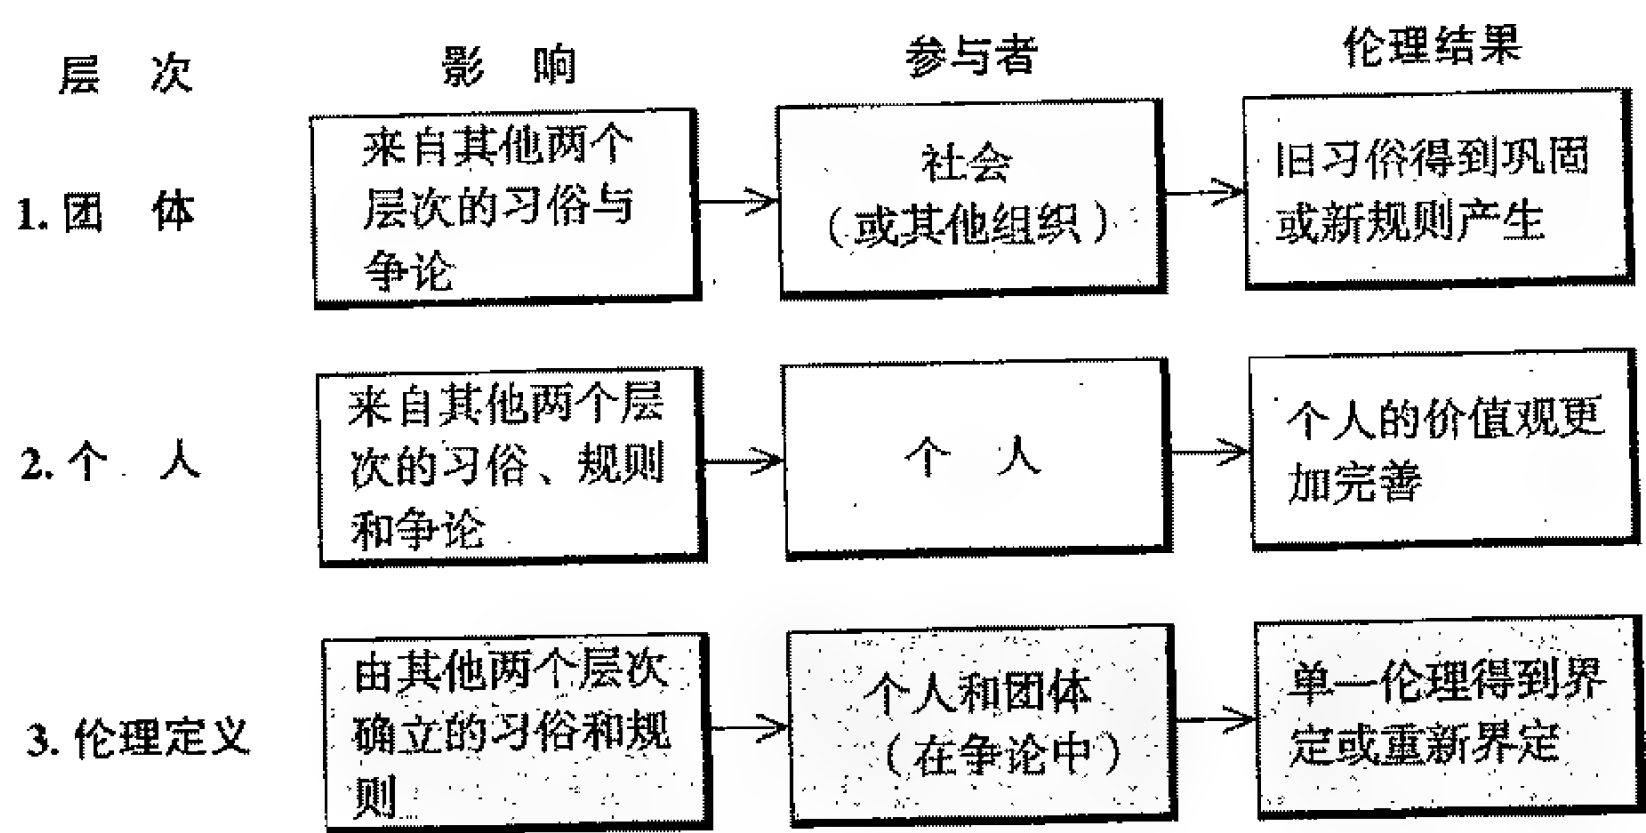 层 次 影 响 参与者 伦理结果
1. 团 体
来自其他两个
层次的习俗与
争论
社会
（或其他组织）
旧习俗得到巩固
或新规则产生
2. 个 人
来自其他两个层
次的习俗、规则
和争论
个 人
个人的价值观更
加完善
3. 伦理定义
由其他两个层次
确立的习俗和规
则
个人和团体
（在争论中）
单一伦理得到界
定或重新界定